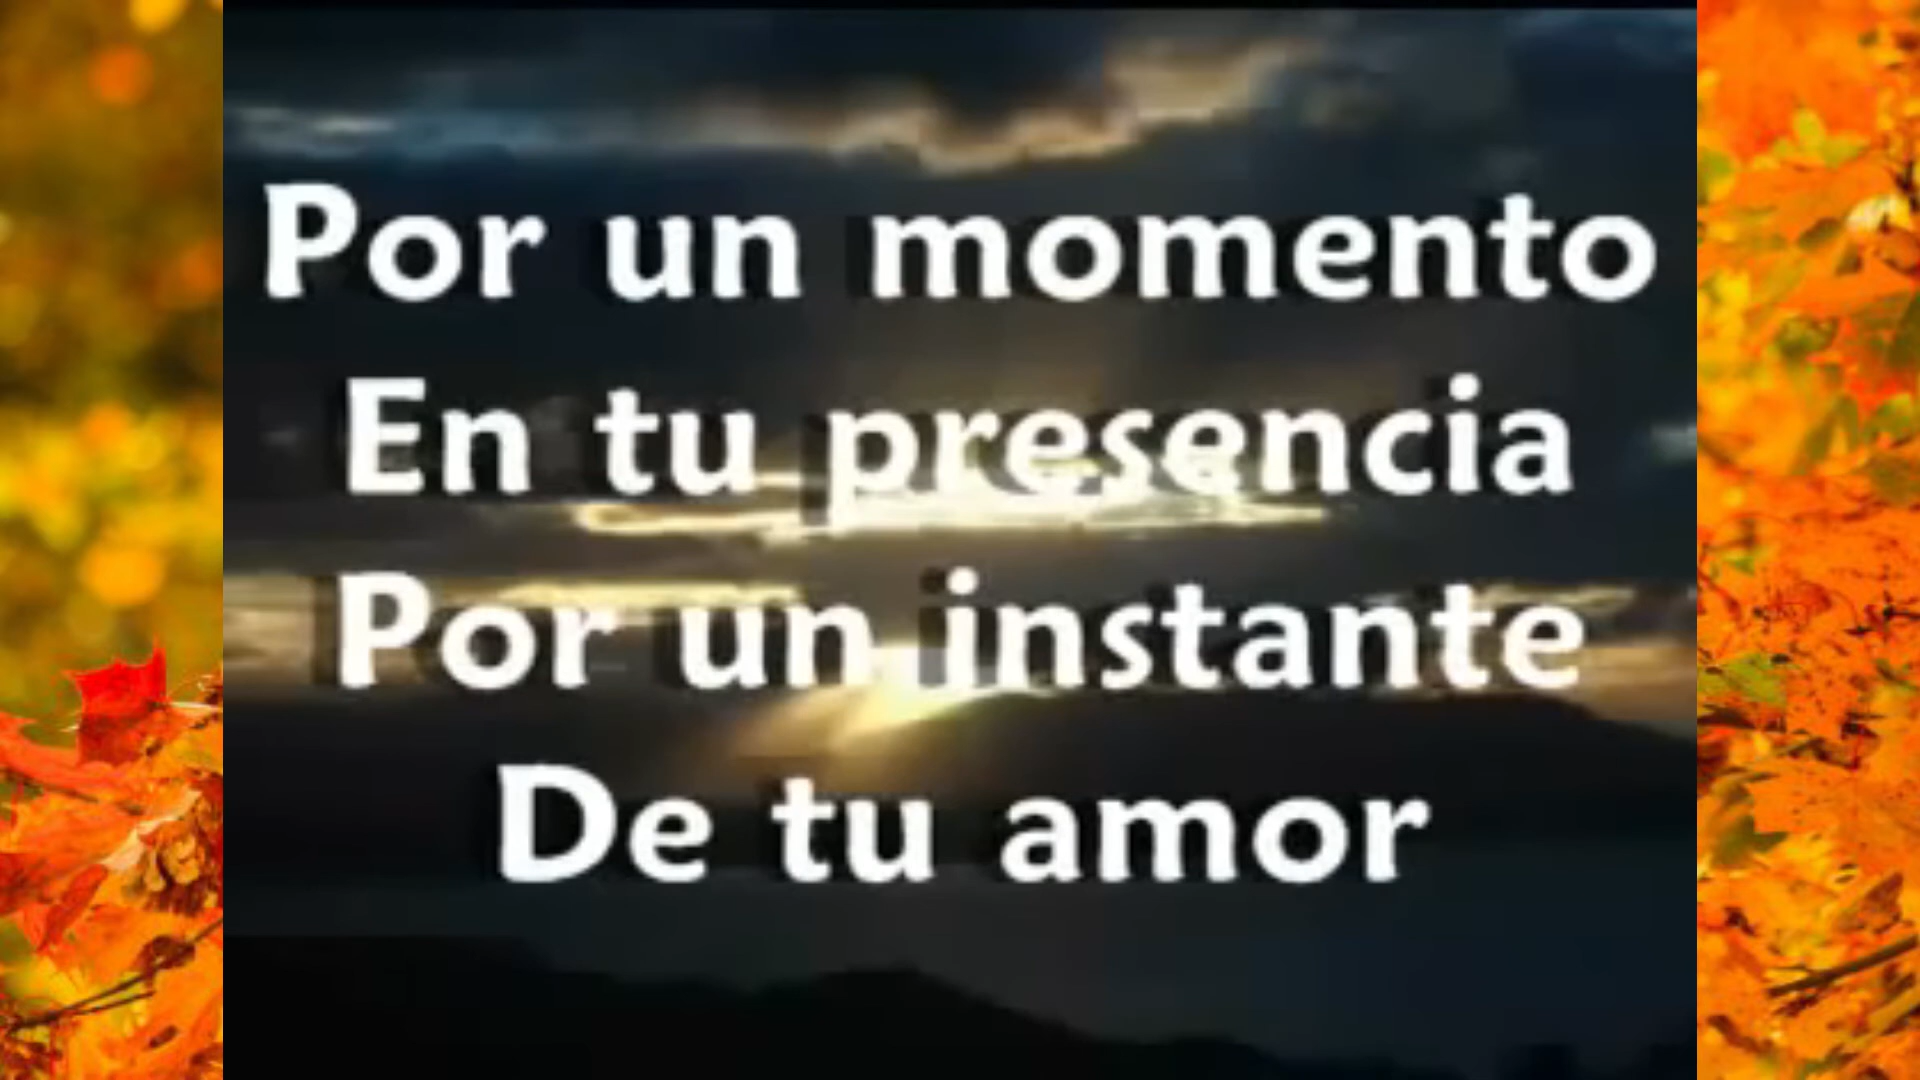 Por un momento
En tu presencia
Por un instante
De tu amor